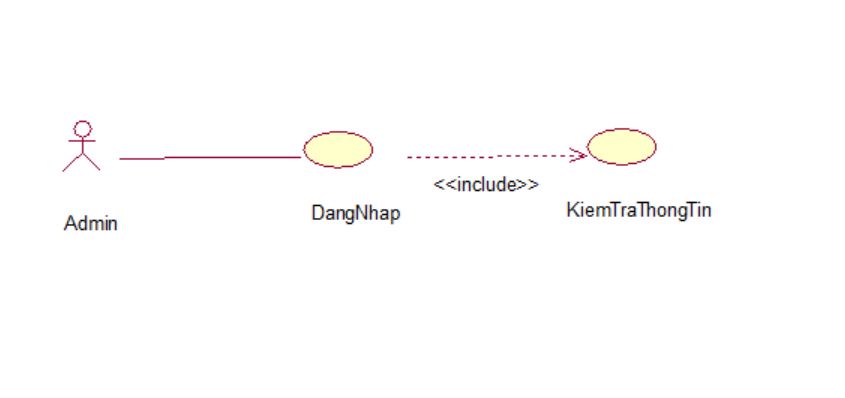 <<include>>
Admin
DangNhap
KiemTraThongTin